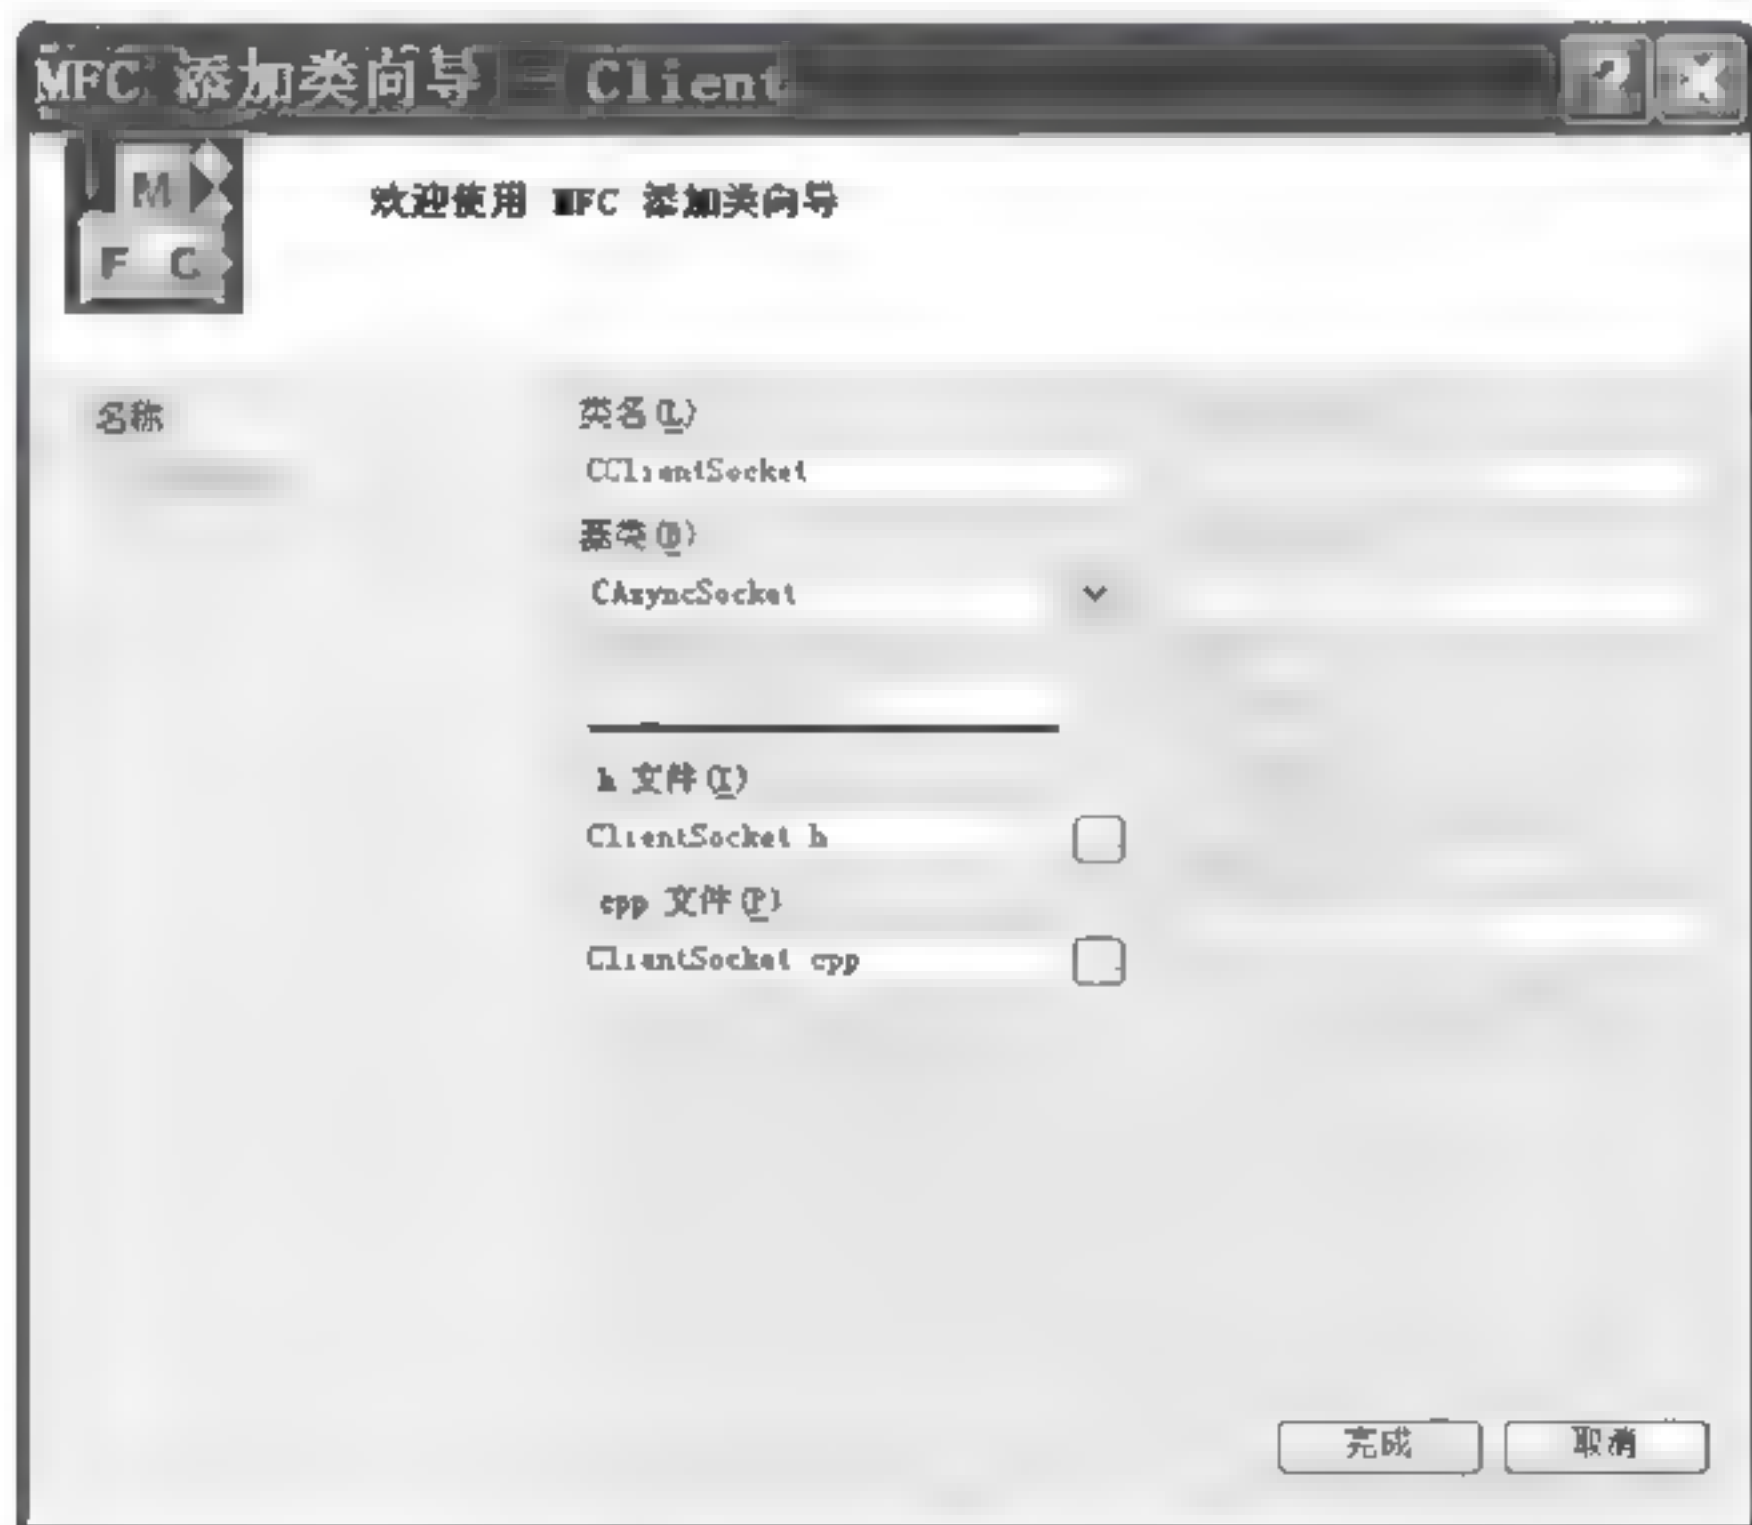 MFC 添加类向导 - Client
M
F C
欢迎使用 MFC 添加类向导
名称
类名(L)
CClientSocket
基类(B)
CAsyncSocket
h 文件(I)
ClientSocket h
cpp 文件(P)
ClientSocket cpp
完成
取消